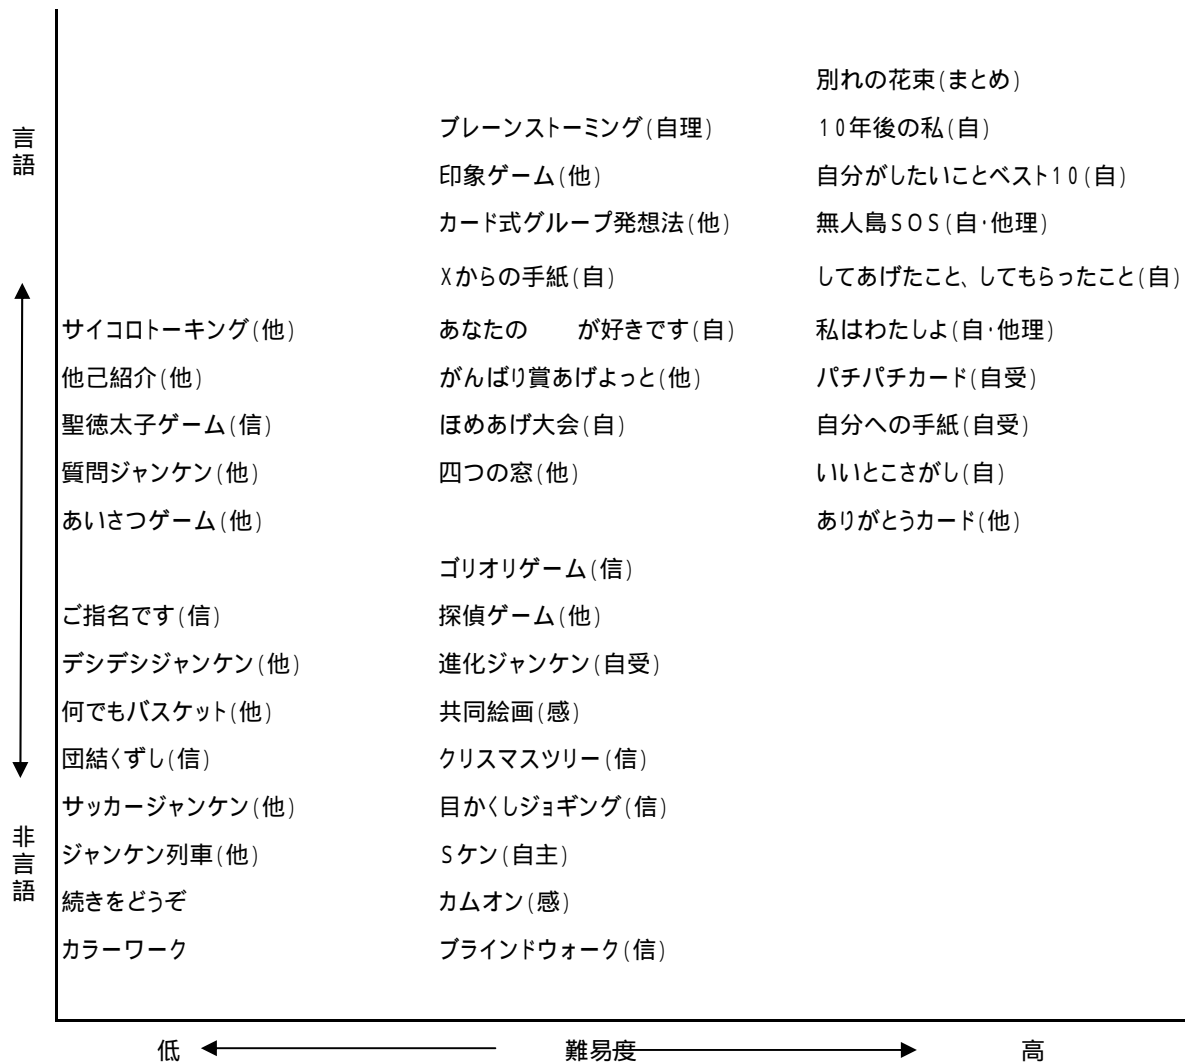 別れの花束(まとめ)
ブレーンストーミング(自理) 10年後の私(自)
印象ゲーム(他) 自分がしたいことベスト10(自)
カード式グループ発想法(他) 無人島SOS(自·他理)
Xからの手紙(自) してあげたこと、してもらったこと(自)
サイコロトーキング(他) あなたの　　が好きです(自) 私はわたしよ(自·他理)
他己紹介(他) がんばり賞あげよっと(他) パチパチカード(自受)
聖徳太子ゲーム(信) ほめあげ大会(自) 自分への手紙(自受)
質問ジャンケン(他) 四つの窓(他) いいとこさがし(自)
あいさつゲーム(他) ありがとうカード(他)
ゴリオリゲーム(信)
ご指名です(信) 探偵ゲーム(他)
デシデシジャンケン(他) 進化ジャンケン(自受)
何でもバスケット(他) 共同絵画(感)
団結くずし(信) クリスマスツリー(信)
サッカージャンケン(他) 目かくしジョギング(信)
ジャンケン列車(他) Sケン(自主)
続きをどうぞ カムオン(感)
カラーワーク ブラインドウォーク(信)
言語
非言語
低 難易度 高